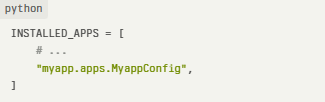 python
INSTALLED_APPS = [
    # ...
    "myapp.apps.MyappConfig",
]